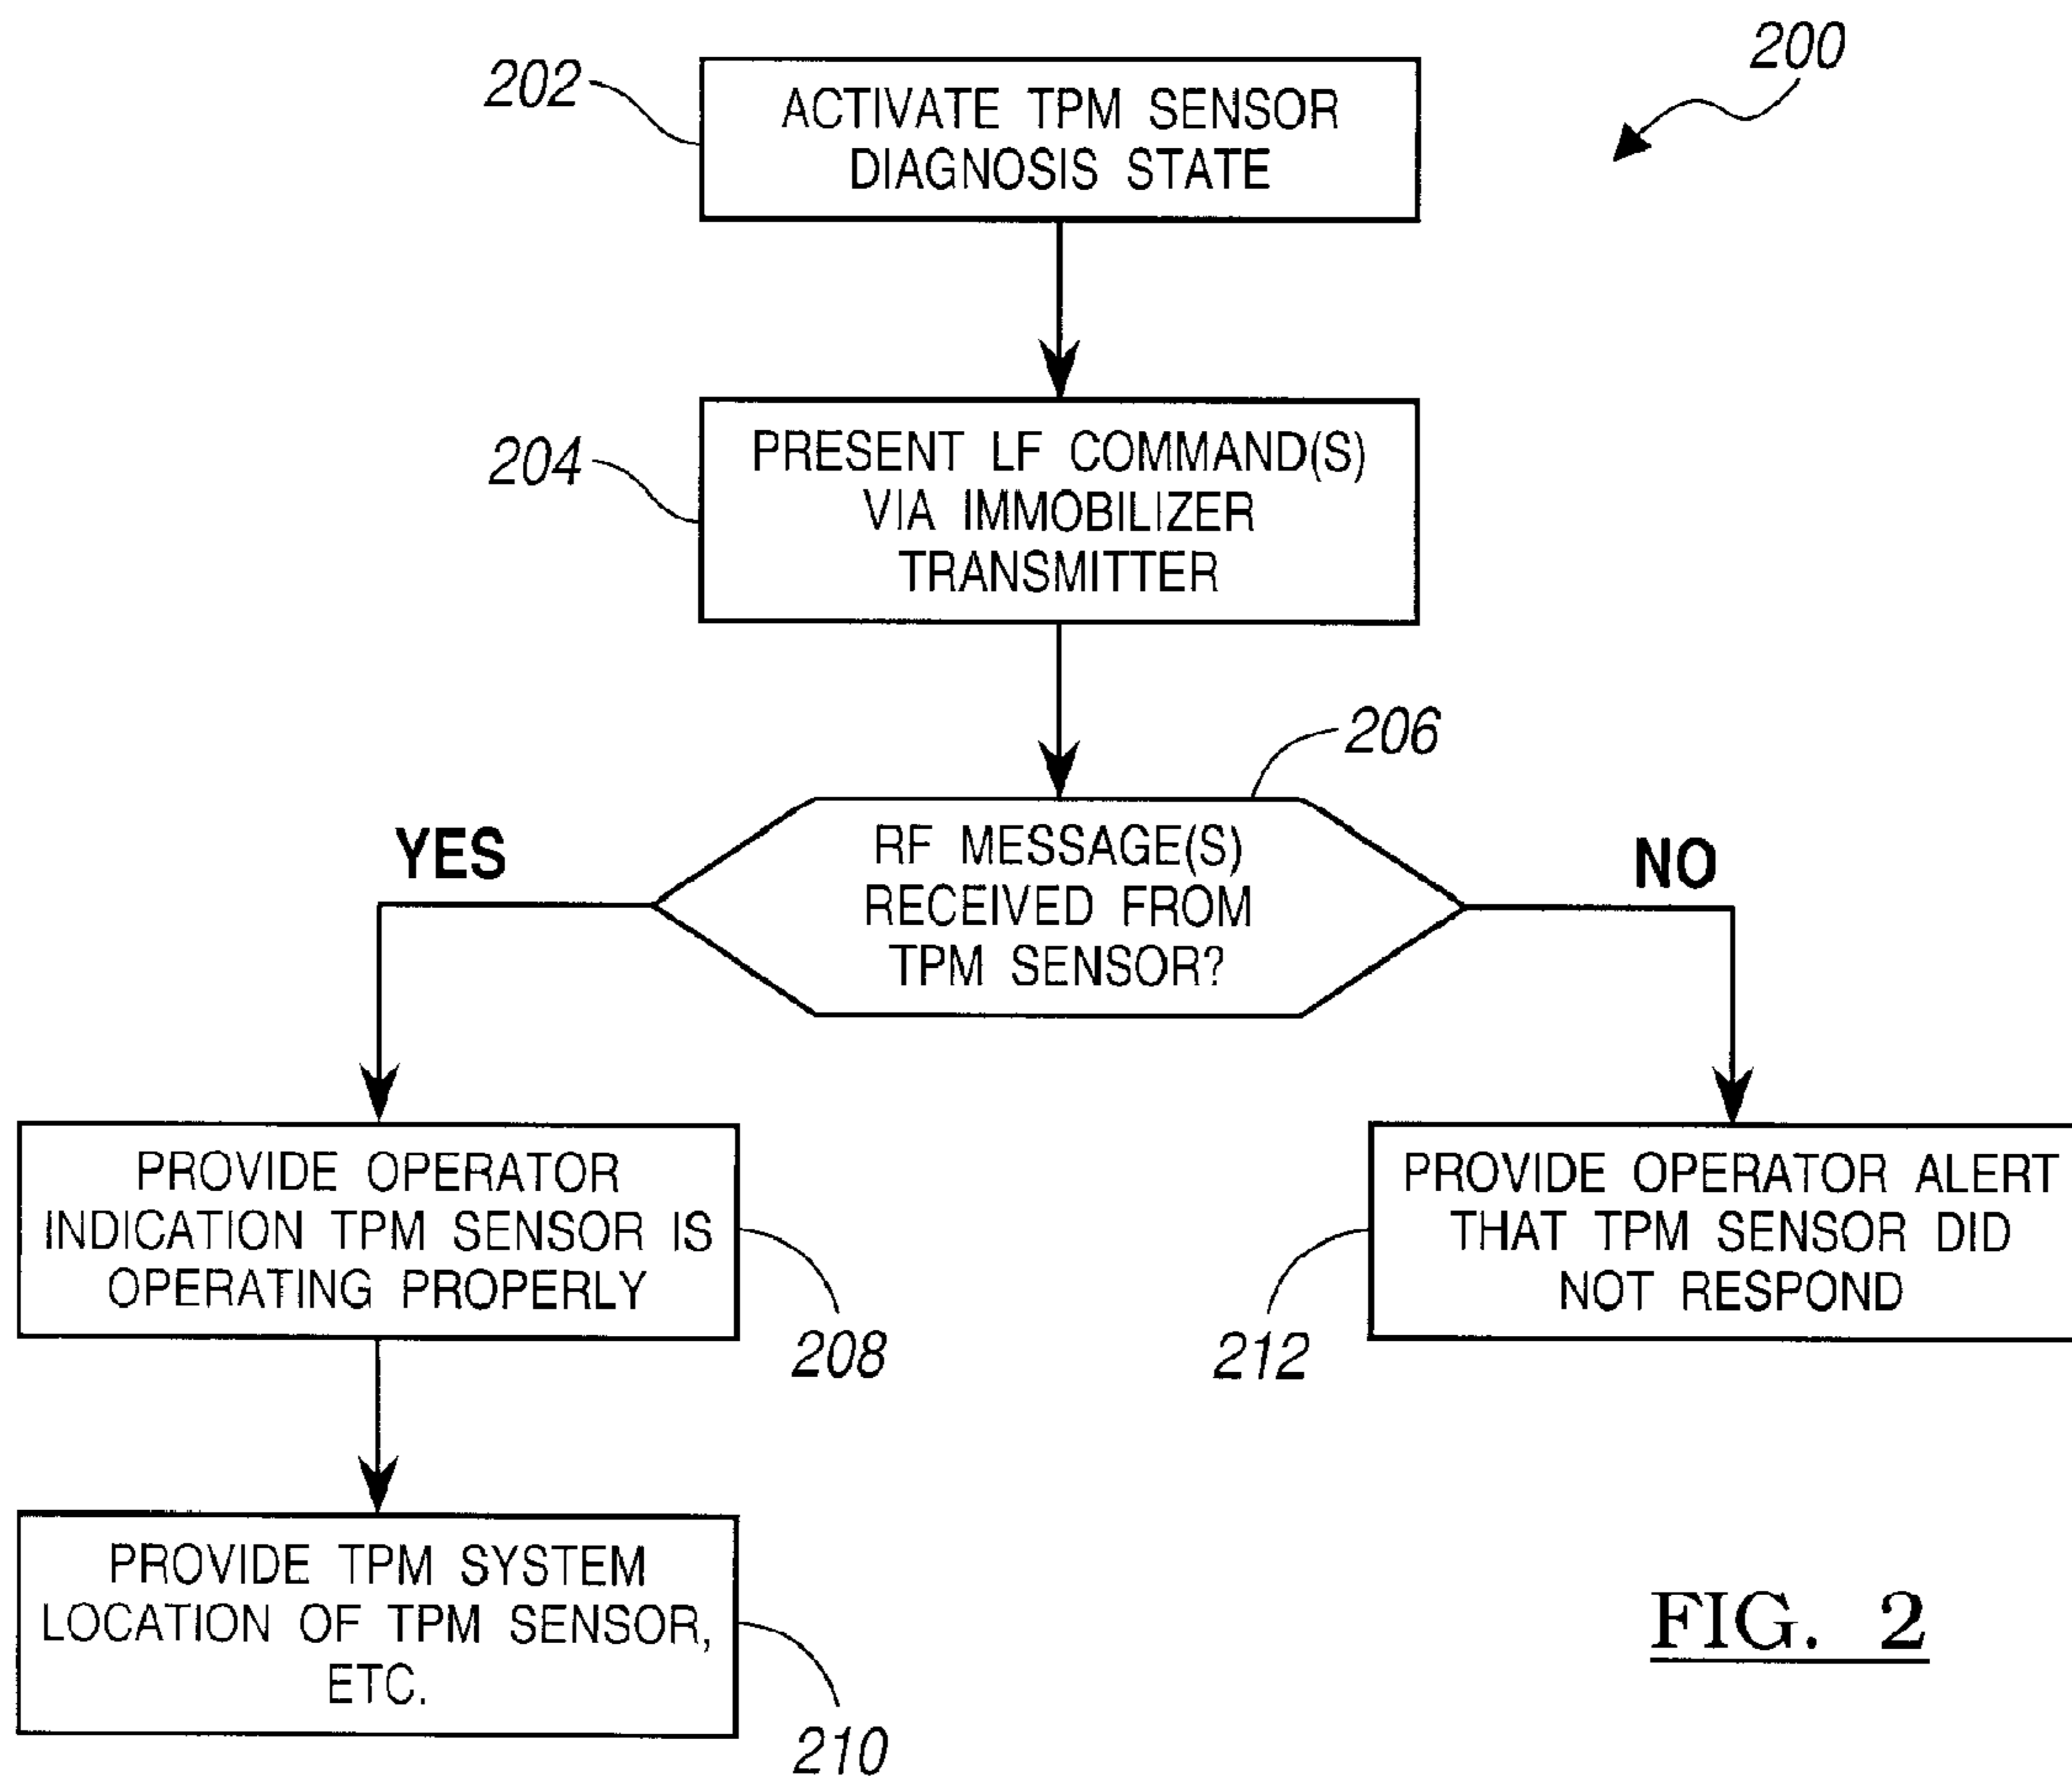 200
202
ACTIVATE TPM SENSOR
DIAGNOSIS STATE
204
PRESENT LF COMMAND(S)
VIA IMMOBILIZER
TRANSMITTER
206
RF MESSAGE(S)
RECEIVED FROM
TPM SENSOR?
YES
NO
PROVIDE OPERATOR
INDICATION TPM SENSOR IS
OPERATING PROPERLY
208
PROVIDE OPERATOR ALERT
THAT TPM SENSOR DID
NOT RESPOND
212
PROVIDE TPM SYSTEM
LOCATION OF TPM SENSOR,
ETC.
210
FIG. 2